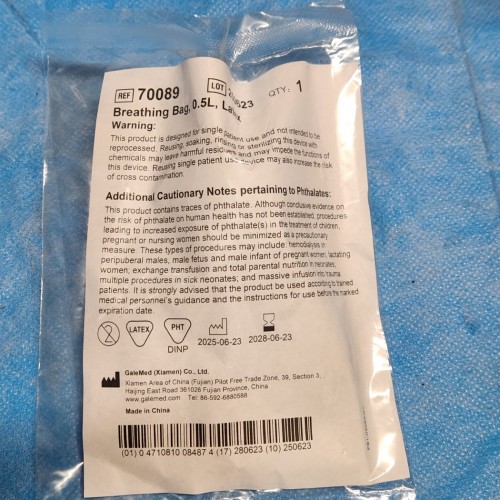 REF 70089 LOT 250623 QTY: 1
Breathing Bag, 0.5L, Latex
Warning:
This product is designed for single patient use and not intended to be
reprocessed. Reusing, soaking, rinsing or sterilizing this device with
chemicals may leave harmful residues and may impede the functions of
this device. Reusing single patient use device may also increase the risk
of cross contamination.
Additional Cautionary Notes pertaining to Phthalates:
This product contains traces of phthalate. Although conclusive evidence on
the risk of phthalate on human health has not been established, procedures
leading to increased exposure of phthalate(s) in the treatment of children,
pregnant or nursing women should be minimized as a precautionary
measure. These types of procedures may include: hemodialysis in
peripuberal males, male fetus and male infant of pregnant women, lactating
women; exchange transfusion and total parental nutrition in neonates,
multiple procedures in sick neonates; and massive infusion into trauma
patients. It is strongly advised that the product be used according to trained
medical personnel's guidance and the instructions for use before the marked
expiration date.
2 LATEX PHT
DINP 2025-06-23 2028-06-23
GaleMed (Xiamen) Co., Ltd.
Xiamen Area of China (Fujian) Pilot Free Trade Zone, 39, Section 3,
Haijing East Road 361026 Fujian Province, China
www.galemed.com Tel: 86-592-6880588
Made in China
(01) 0 4710810 08487 4 (17) 280623 (10) 250623